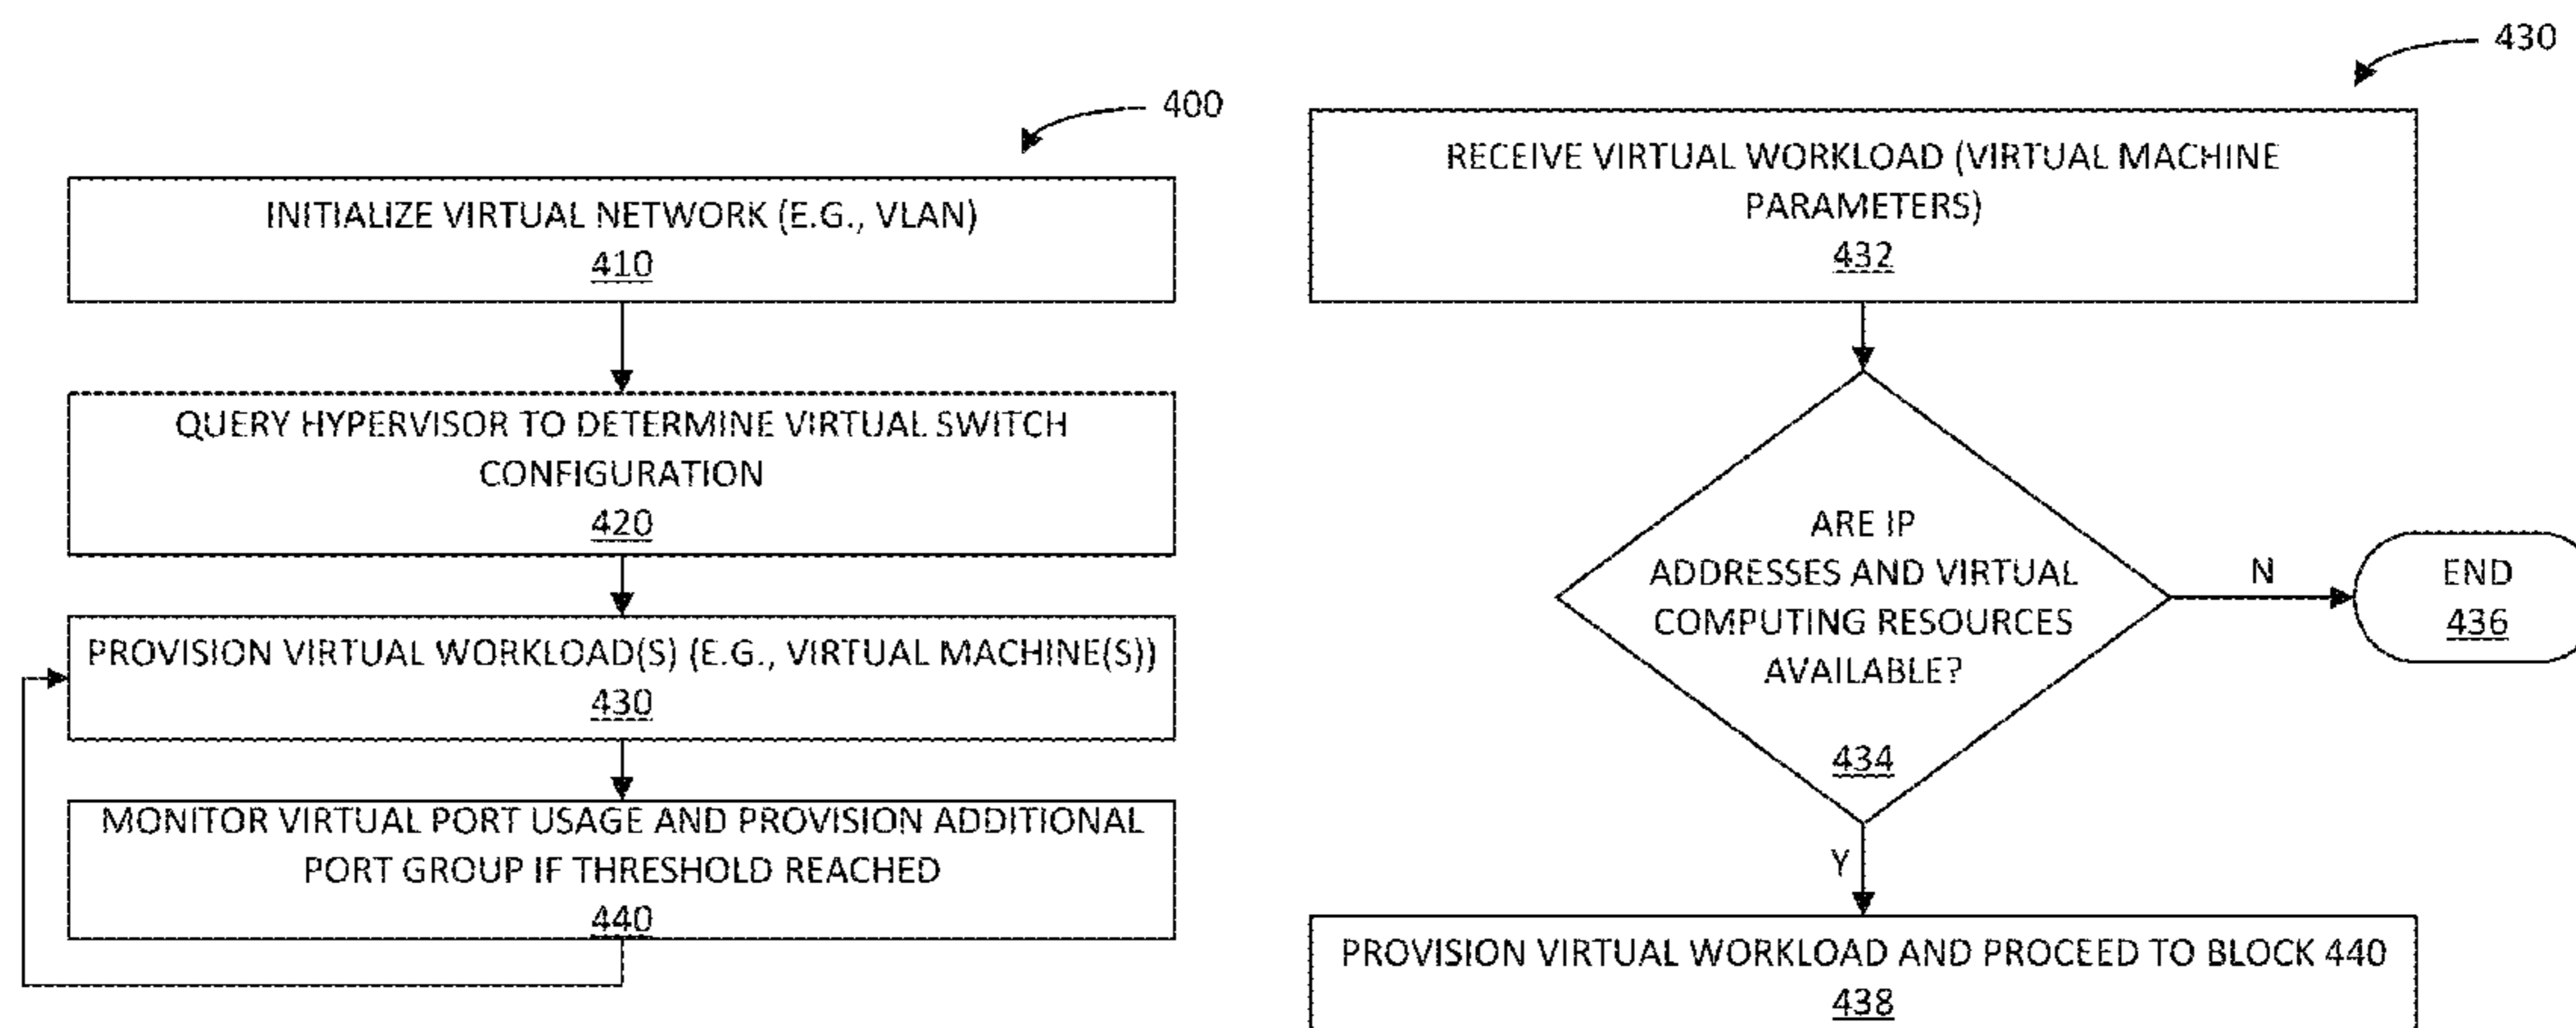 400
INITIALIZE VIRTUAL NETWORK (E.G., VLAN)
410
QUERY HYPERVISOR TO DETERMINE VIRTUAL SWITCH
CONFIGURATION
420
PROVISION VIRTUAL WORKLOAD(S) (E.G., VIRTUAL MACHINE(S))
430
MONITOR VIRTUAL PORT USAGE AND PROVISION ADDITIONAL
PORT GROUP IF THRESHOLD REACHED
440
430
RECEIVE VIRTUAL WORKLOAD (VIRTUAL MACHINE
PARAMETERS)
432
ARE IP
ADDRESSES AND VIRTUAL
COMPUTING RESOURCES
AVAILABLE?
434
N
END
436
Y
PROVISION VIRTUAL WORKLOAD AND PROCEED TO BLOCK 440
438